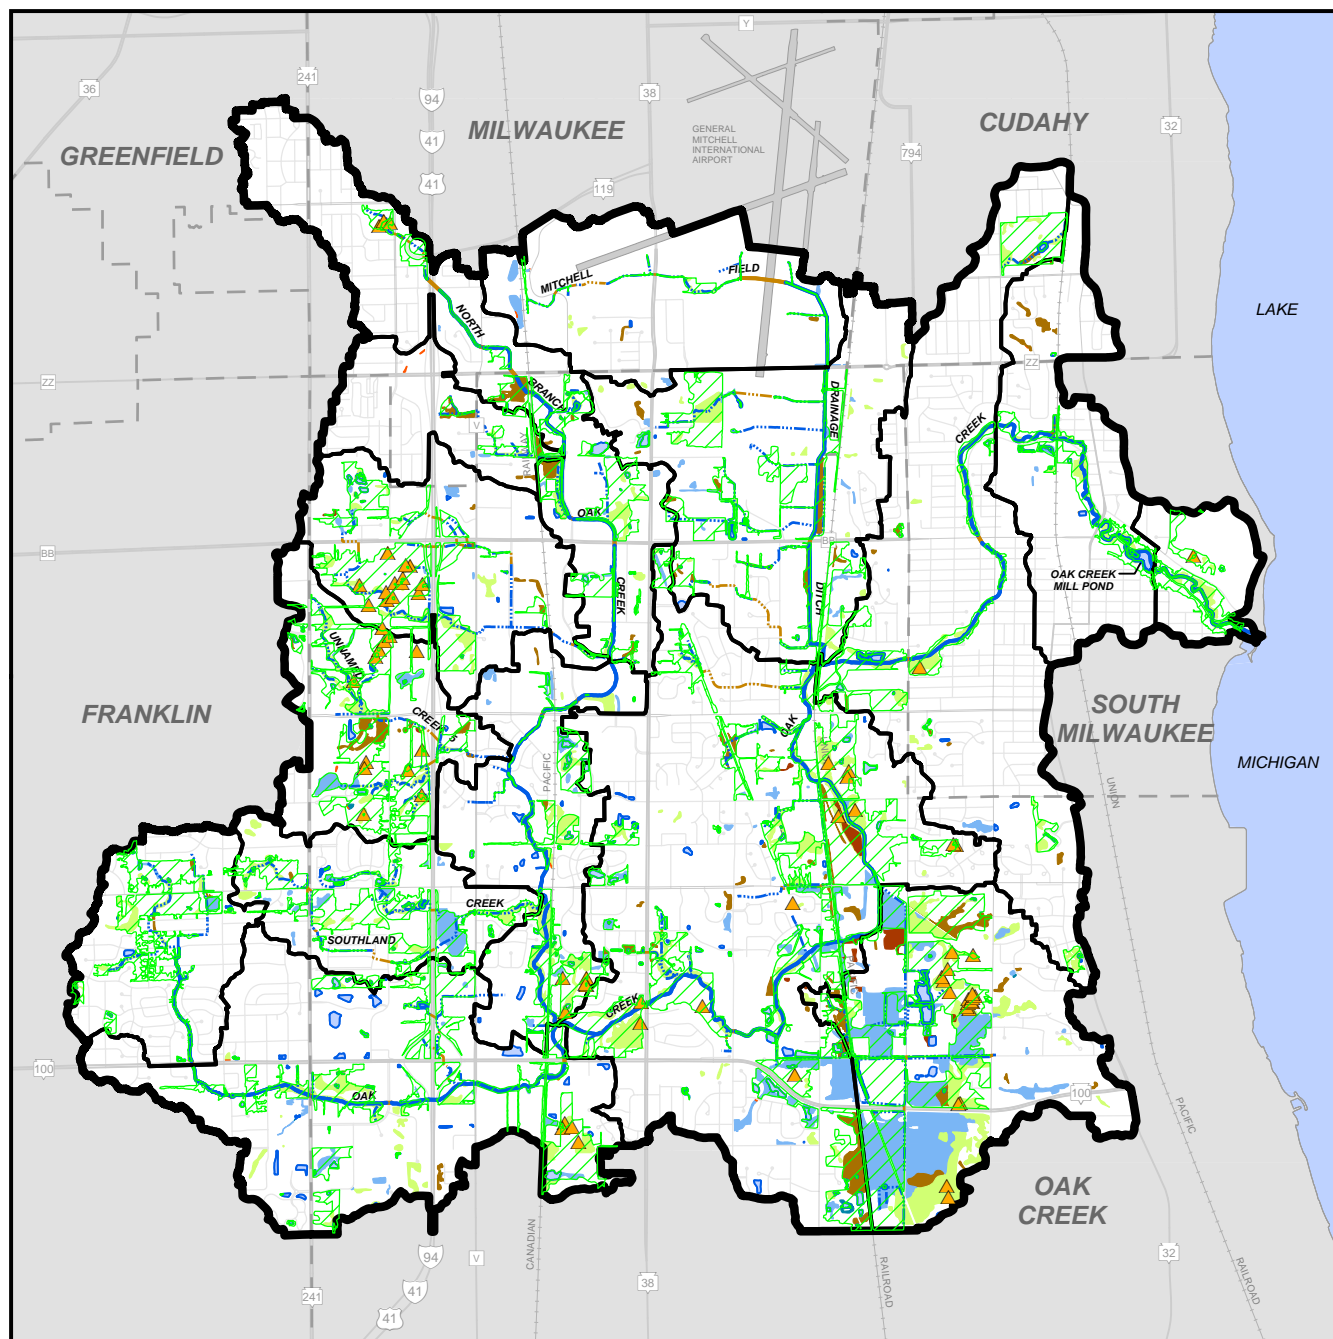 Y
241
36
94
38
MILWAUKEE
CUDAHY
41
GENERAL
MITCHELL
INTERNATIONAL
AIRPORT
32
GREENFIELD
794
41
119
MITCHELL
FIELD
LAKE
NORTH
ZZ
ZZ
BRANCH
DRAINAGE
CREEK
V
RAILWAY
OAK
BB
BB
OAK CREEK
MILL POND
CREEK
DITCH
UNNAMED
FRANKLIN
SOUTH
MILWAUKEE
CREEK
OAK
MICHIGAN
PACIFIC
UNION
CREEK
SOUTHLAND
CREEK
100
OAK
100
PACIFIC
OAK
CREEK
CANADIAN
94
V
32
RAILROAD
RAILROAD
41
38
241
41